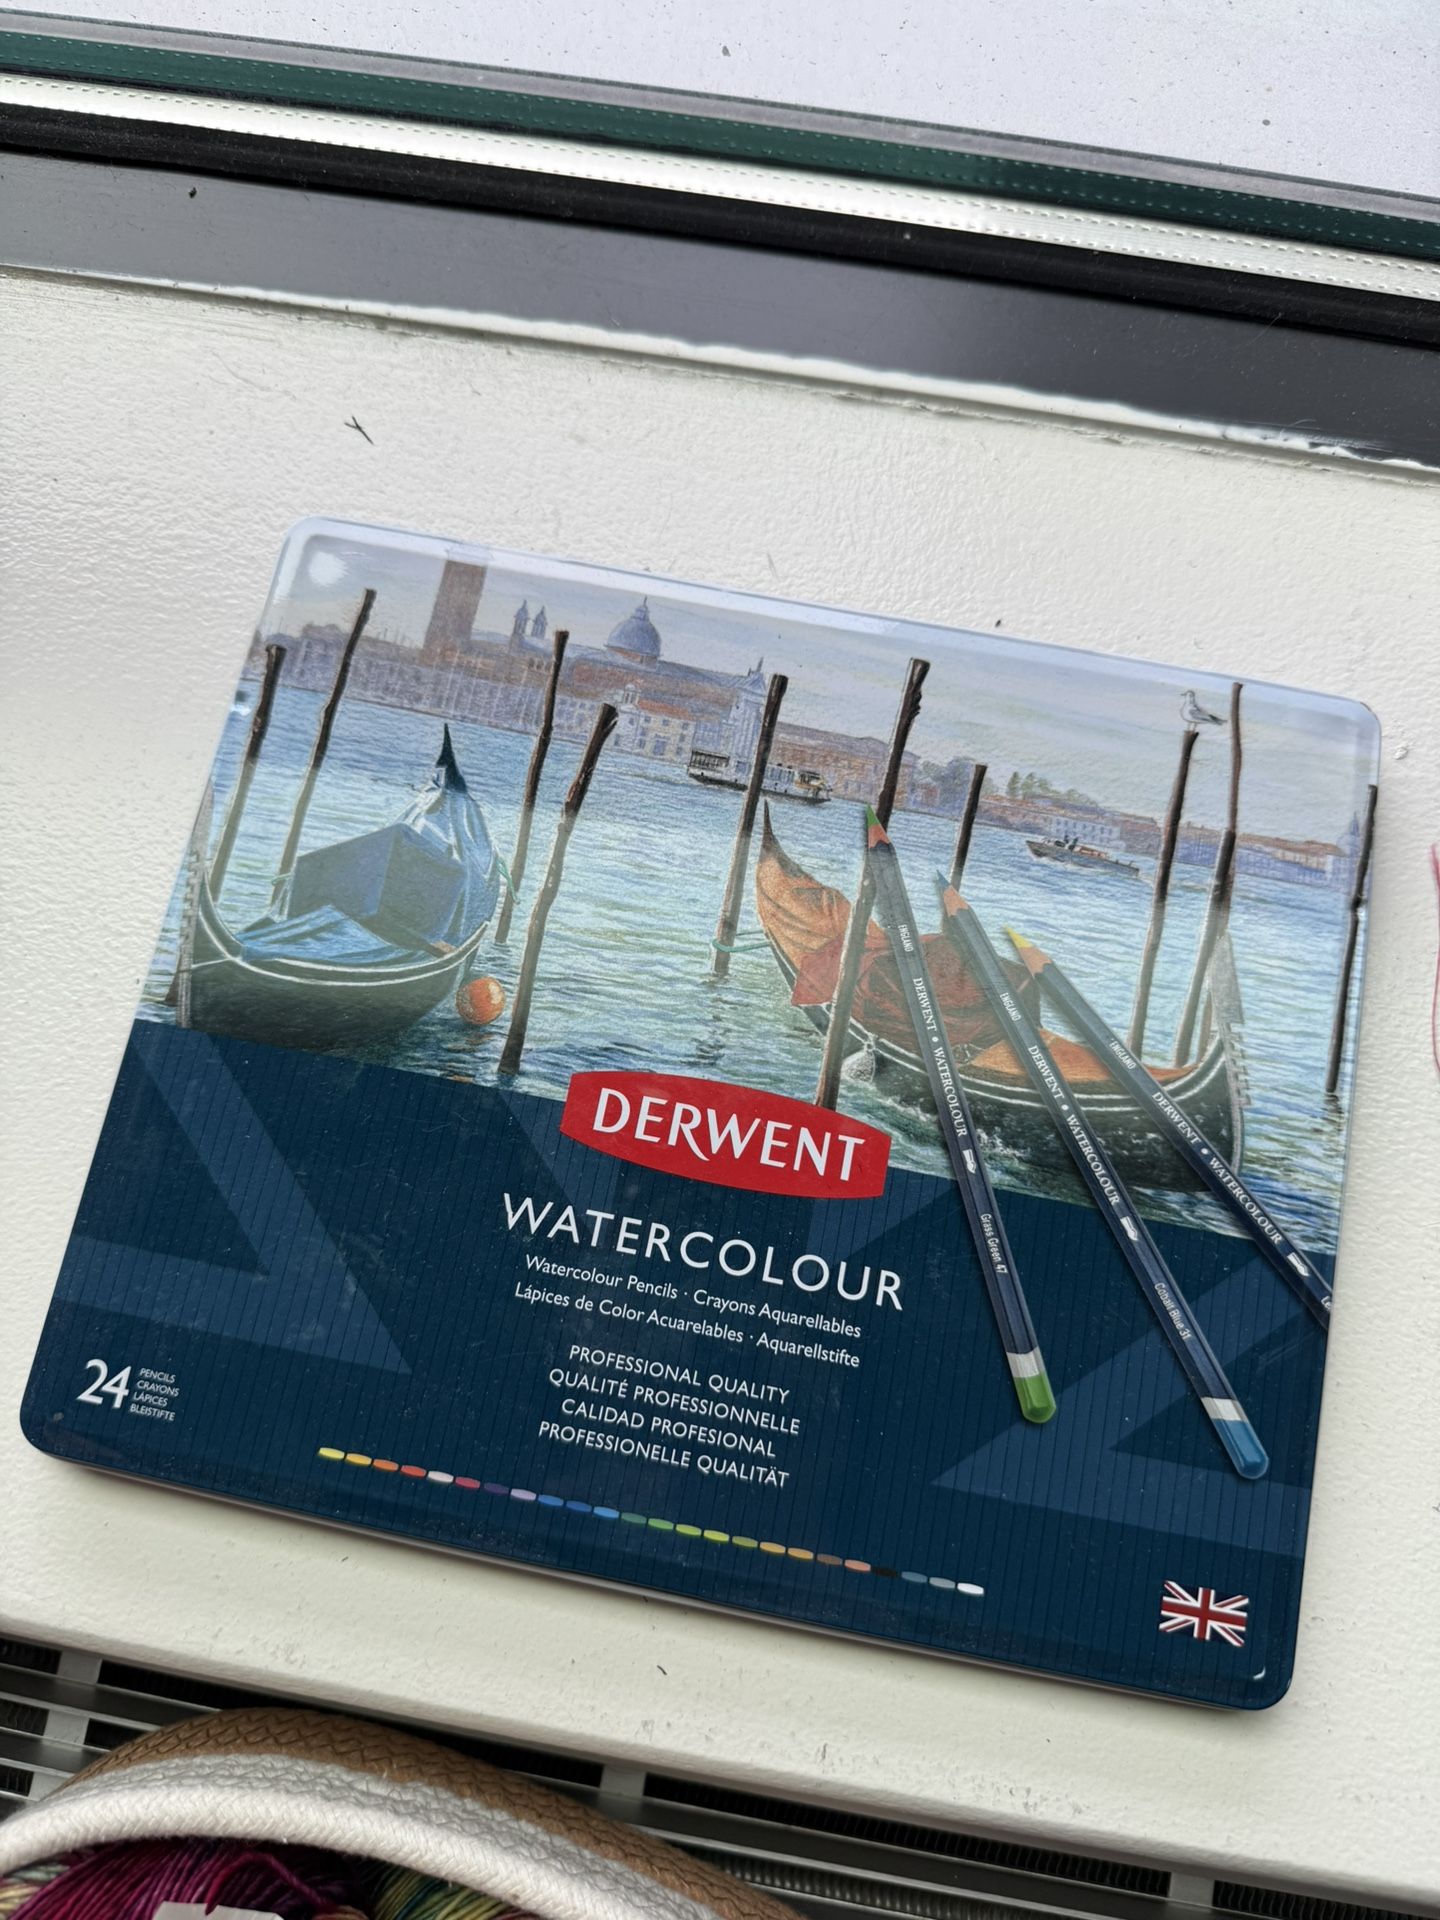 ENGLAND DERWENT • WATERCOLOUR Grass Green 47
ENGLAND DERWENT • WATERCOLOUR Cobalt Blue 31
ENGLAND DERWENT • WATERCOLOUR
DERWENT
WATERCOLOUR
Watercolour Pencils · Crayons Aquarellables
Lápices de Color Acuarelables · Aquarellstifte
PROFESSIONAL QUALITY
QUALITÉ PROFESSIONNELLE
CALIDAD PROFESIONAL
PROFESSIONELLE QUALITÄT
24
PENCILS
CRAYONS
LÁPICES
BLEISTIFTE